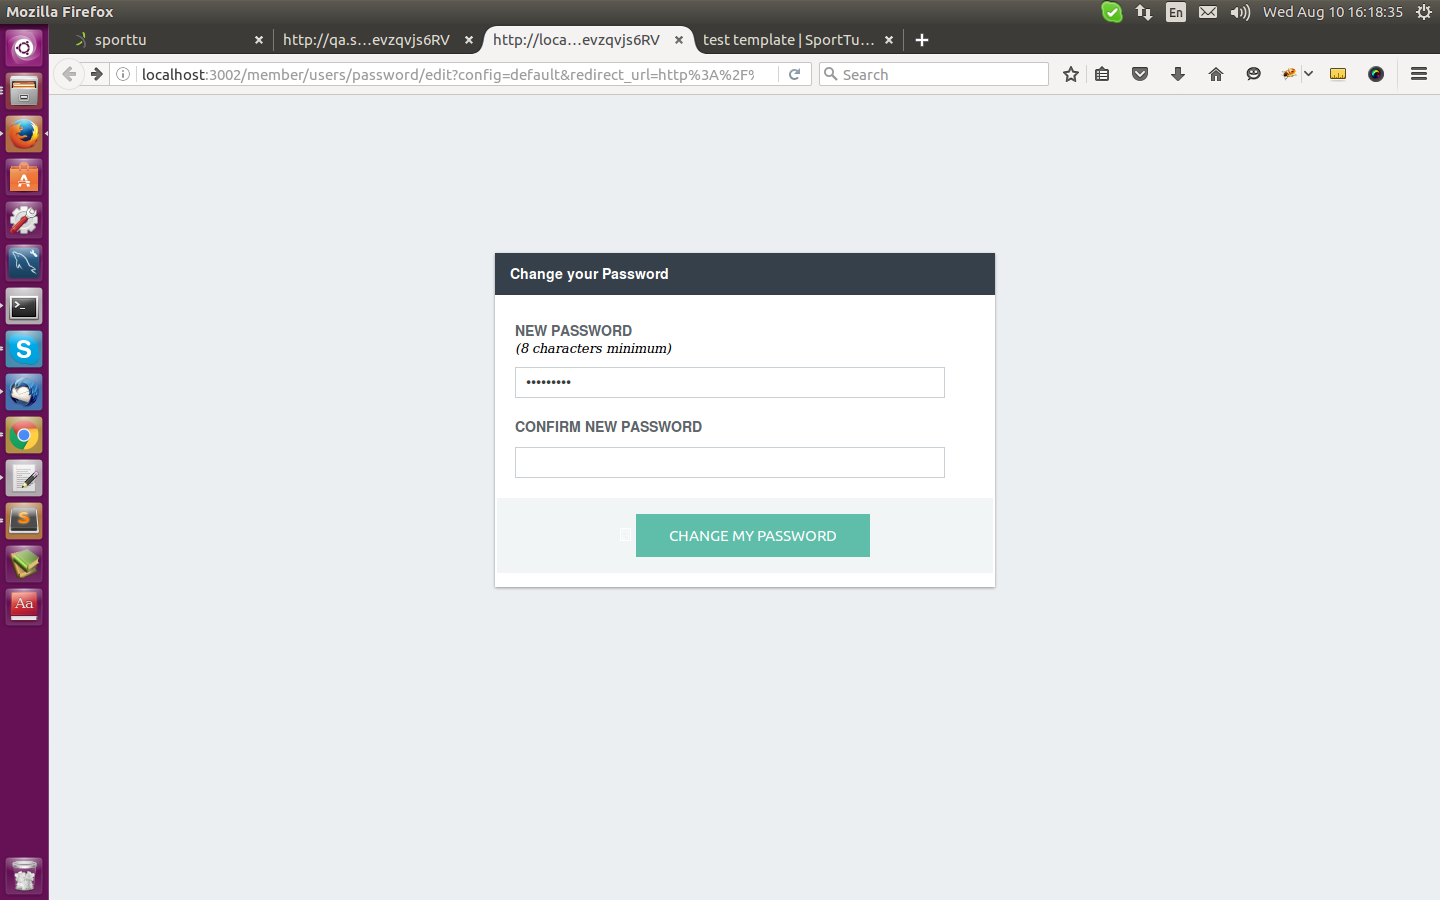 Mozilla Firefox
En
Wed Aug 10 16:18:35
sporttu
http://qa.s...evzqvjs6RV
http://loca...evzqvjs6RV
test template | SportTu...
localhost:3002/member/users/password/edit?config=default&redirect_url=http%3A%2F%
Search
Change your Password
NEW PASSWORD
(8 characters minimum)
•••••••••
CONFIRM NEW PASSWORD
CHANGE MY PASSWORD
S
S
Aa